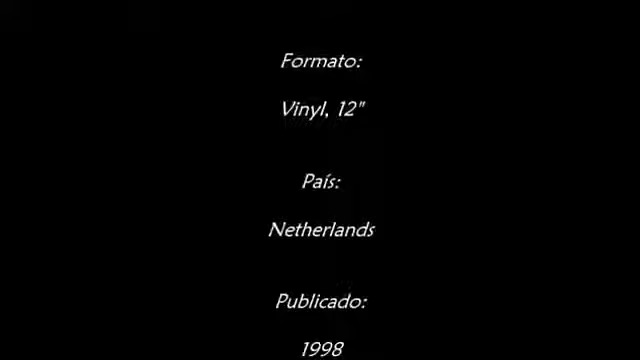 Formato:
Vinyl, 12"
País:
Netherlands
Publicado:
1998